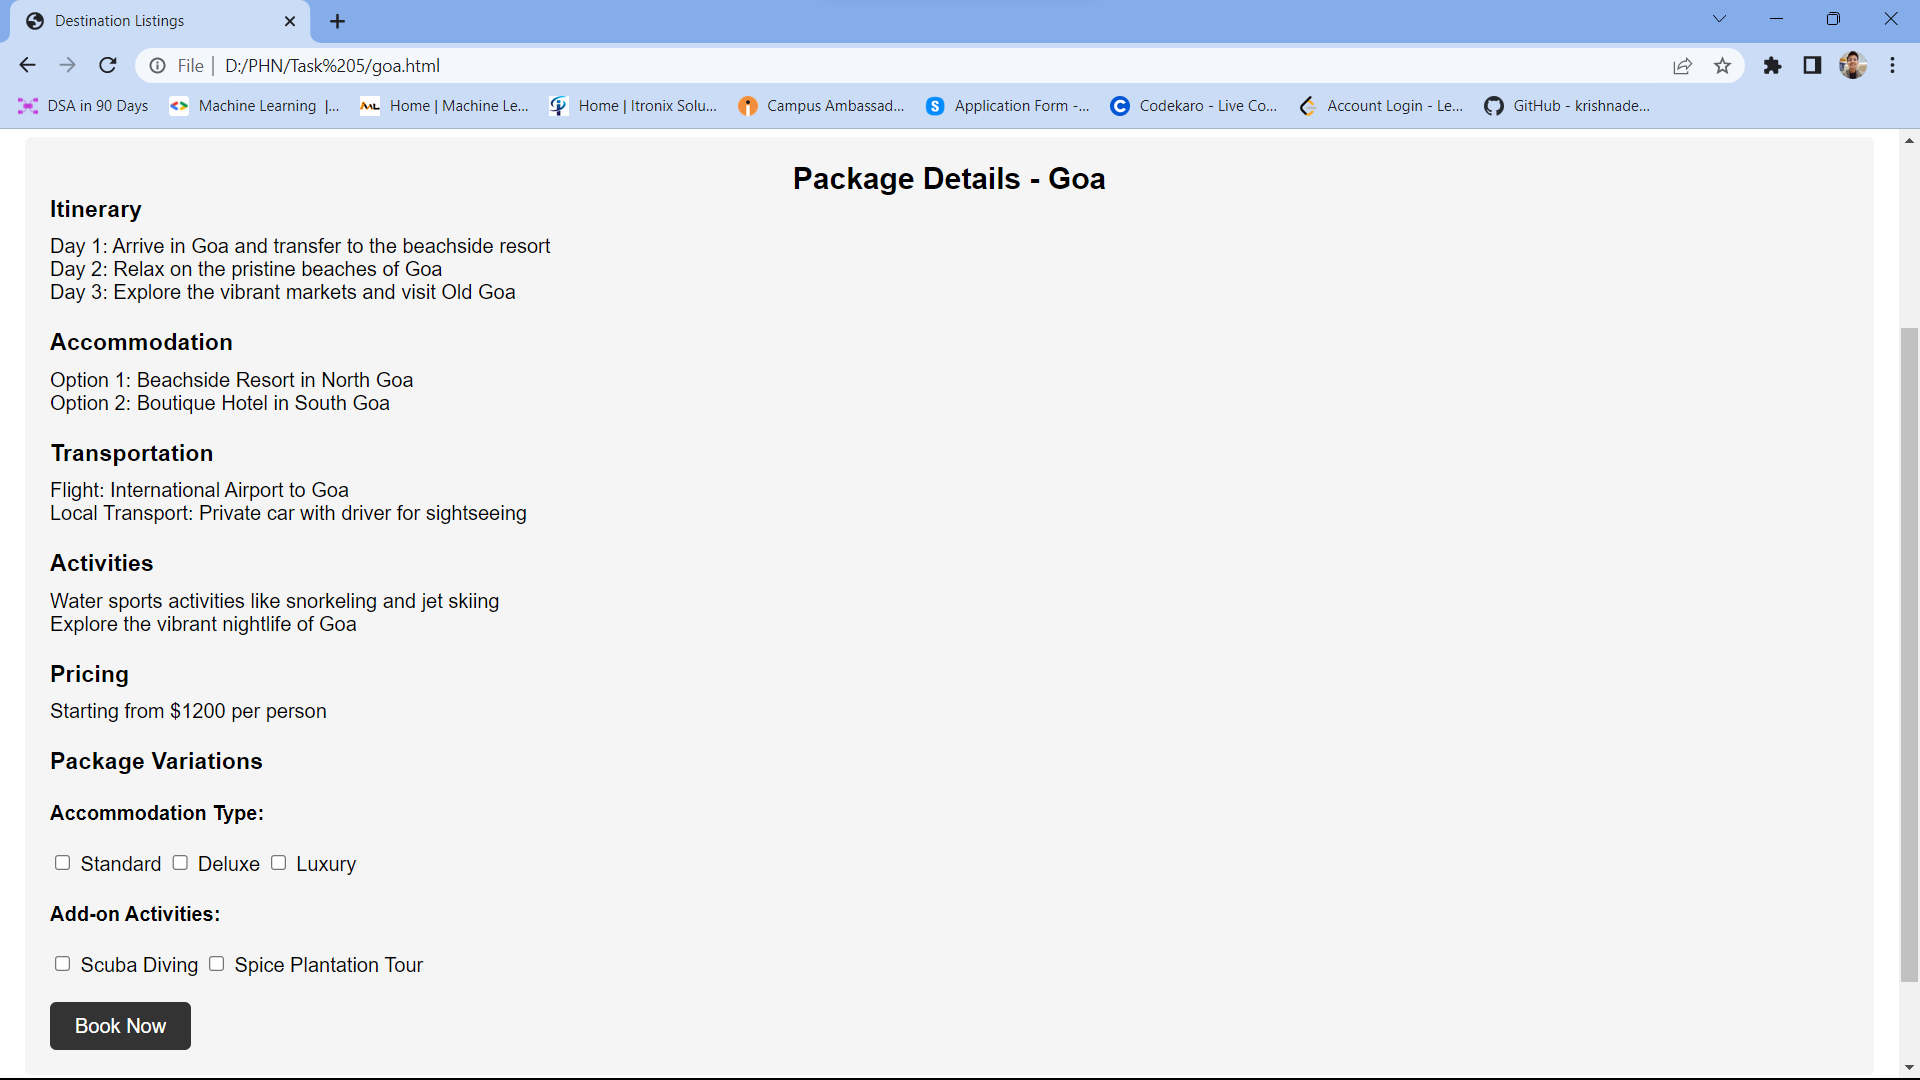 Destination Listings
File | D:/PHN/Task%205/goa.html
DSA in 90 Days
Machine Learning |...
Home | Machine Le...
Home | Itronix Solu...
Campus Ambassad...
Application Form -...
Codekaro - Live Co...
Account Login - Le...
GitHub - krishnade...
Package Details - Goa
Itinerary
Day 1: Arrive in Goa and transfer to the beachside resort
Day 2: Relax on the pristine beaches of Goa
Day 3: Explore the vibrant markets and visit Old Goa
Accommodation
Option 1: Beachside Resort in North Goa
Option 2: Boutique Hotel in South Goa
Transportation
Flight: International Airport to Goa
Local Transport: Private car with driver for sightseeing
Activities
Water sports activities like snorkeling and jet skiing
Explore the vibrant nightlife of Goa
Pricing
Starting from $1200 per person
Package Variations
Accommodation Type:
Standard Deluxe Luxury
Add-on Activities:
Scuba Diving Spice Plantation Tour
Book Now